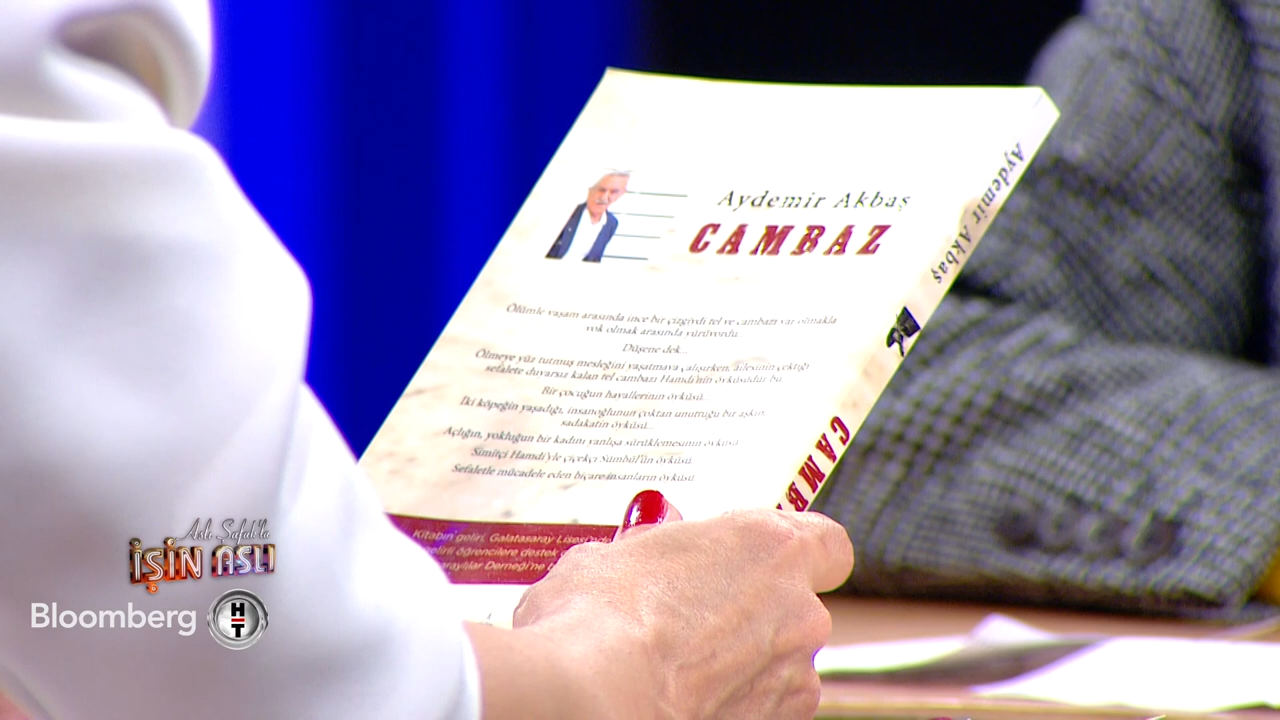 Aydemir Akbaş
CAMBAZ
Ölümle yaşam arasında ince bir çizgiydi tel ve cambazı var olmakla
yok olmak arasında yürüyordu...
Düşene dek...
Ölmeye yüz tutmuş mesleğini yaşatmaya çalışırken, ailesinin çektiği
sefalete duyarsız kalan tel cambazı Hamdi'nin öyküsüdür bu.
Bir çocuğun hayallerinin öyküsü...
İki köpeğin yaşadığı, insanoğlunun çoktan unuttuğu bir aşkın,
sadakatin öyküsü...
Açlığın, yokluğun bir kadını yanlışa sürüklemesinin öyküsü
Simitçi Hamdi'yle çiçekçi Sümbül'ün öyküsü
Sefaletle mücadele eden biçare insanların öyküsü
Kitabın geliri, Galatasaray Lisesi'nde
gelirli öğrencilere destek
araylılar Derneği'ne
Aydemir Akbaş
CAMB
Aslı Şafak'la
İŞİN ASLI
Bloomberg HT